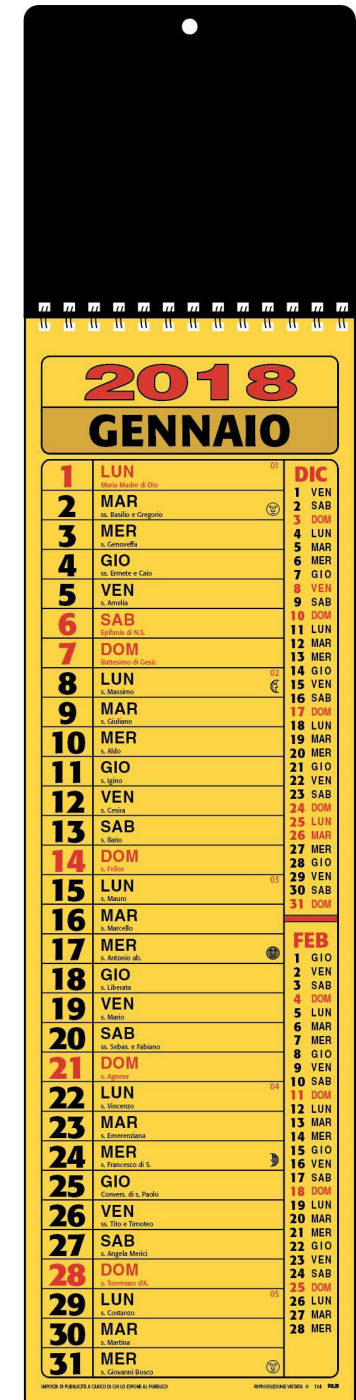 2018
GENNAIO
1 LUN 01
Maria Madre di Dio
2 MAR
ss. Basilio e Gregorio
3 MER
s. Genoveffa
4 GIO
ss. Ermete e Caio
5 VEN
s. Amelia
6 SAB
Epifania di N.S.
7 DOM
Battesimo di Gesù
8 LUN 02
s. Massimo
9 MAR
s. Giuliano
10 MER
s. Aldo
11 GIO
s. Igino
12 VEN
s. Cesira
13 SAB
s. Ilario
14 DOM
s. Felice
15 LUN 03
s. Mauro
16 MAR
s. Marcello
17 MER
s. Antonio ab.
18 GIO
s. Liberata
19 VEN
s. Mario
20 SAB
ss. Sebas. e Fabiano
21 DOM
s. Agnese
22 LUN 04
s. Vincenzo
23 MAR
s. Emerenziana
24 MER
s. Francesco di S.
25 GIO
Convers. di s. Paolo
26 VEN
ss. Tito e Timoteo
27 SAB
s. Angela Merici
28 DOM
s. Tommaso d'A.
29 LUN 05
s. Costanzo
30 MAR
s. Martina
31 MER
s. Giovanni Bosco
DIC
1 VEN
2 SAB
3 DOM
4 LUN
5 MAR
6 MER
7 GIO
8 VEN
9 SAB
10 DOM
11 LUN
12 MAR
13 MER
14 GIO
15 VEN
16 SAB
17 DOM
18 LUN
19 MAR
20 MER
21 GIO
22 VEN
23 SAB
24 DOM
25 LUN
26 MAR
27 MER
28 GIO
29 VEN
30 SAB
31 DOM
FEB
1 GIO
2 VEN
3 SAB
4 DOM
5 LUN
6 MAR
7 MER
8 GIO
9 VEN
10 SAB
11 DOM
12 LUN
13 MAR
14 MER
15 GIO
16 VEN
17 SAB
18 DOM
19 LUN
20 MAR
21 MER
22 GIO
23 VEN
24 SAB
25 DOM
26 LUN
27 MAR
28 MER
IMPOSTA DI PUBBLICITÀ A CARICO DI CHI LO ESPONE AL PUBBLICO
REPRODUZIONE VIETATA